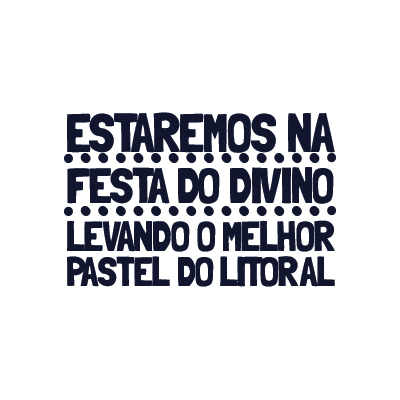 ESTAREMOS NA
FESTA DO DIVINO
LEVANDO O MELHOR
PASTEL DO LITORAL